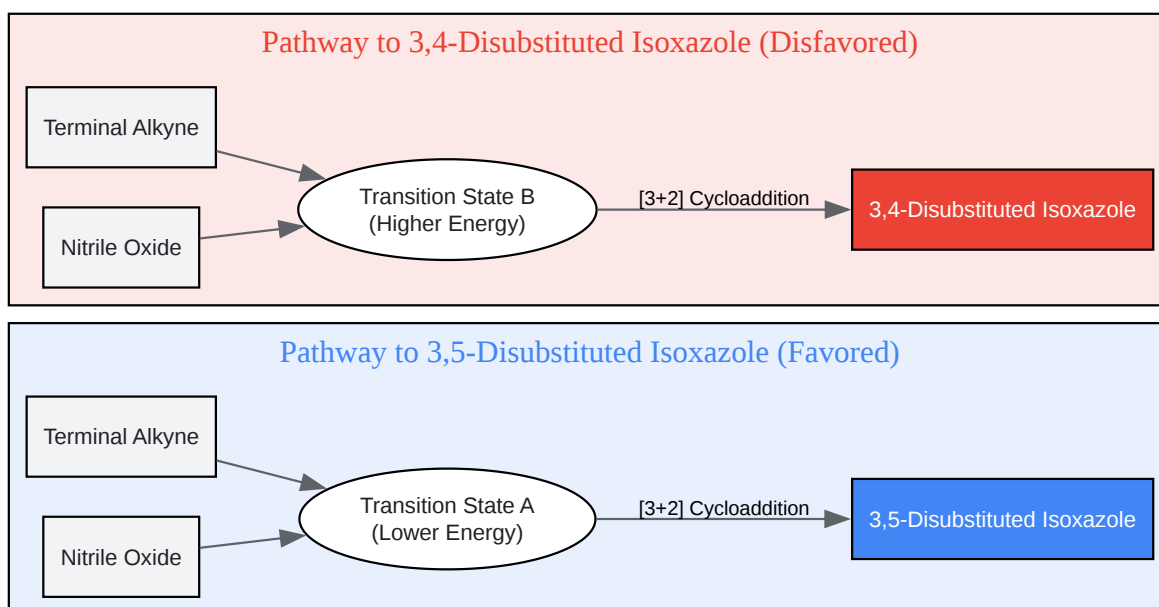 Pathway to 3,4-Disubstituted Isoxazole (Disfavored)
Terminal Alkyne
Nitrile Oxide
Transition State B
(Higher Energy)
[3+2] Cycloaddition
3,4-Disubstituted Isoxazole
Pathway to 3,5-Disubstituted Isoxazole (Favored)
Terminal Alkyne
Nitrile Oxide
Transition State A
(Lower Energy)
[3+2] Cycloaddition
3,5-Disubstituted Isoxazole